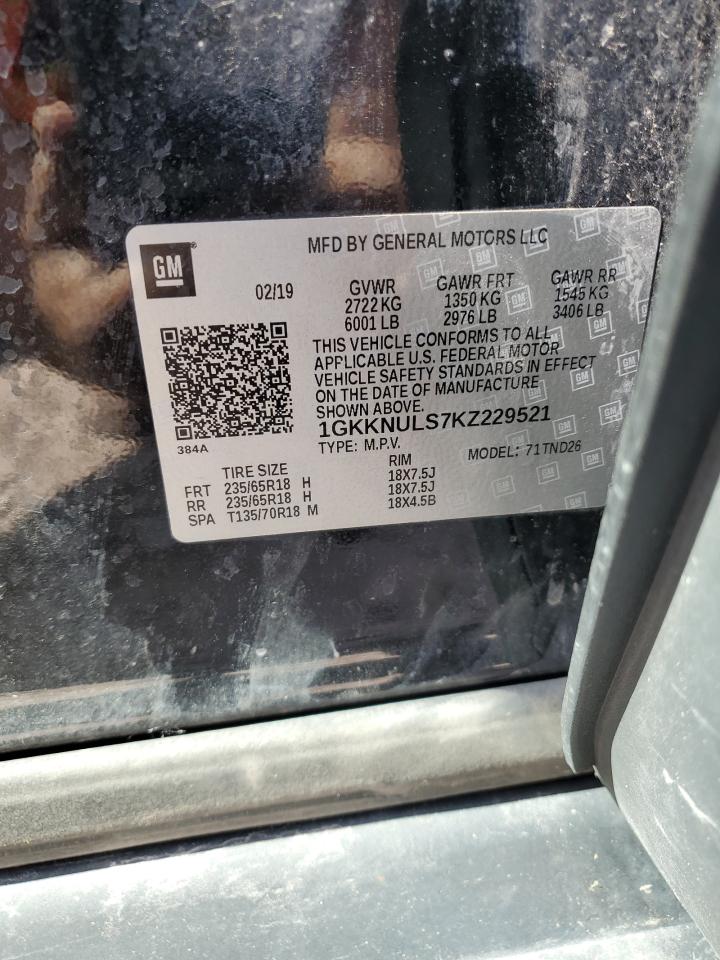 GM
MFD BY GENERAL MOTORS LLC
02/19
GVWR GAWR FRT GAWR RR
2722 KG 1350 KG 1545 KG
6001 LB 2976 LB 3406 LB
THIS VEHICLE CONFORMS TO ALL
APPLICABLE U.S. FEDERAL MOTOR
VEHICLE SAFETY STANDARDS IN EFFECT
ON THE DATE OF MANUFACTURE
SHOWN ABOVE.
1GKKNULS7KZ229521
384A
TYPE: M.P.V. MODEL: 71TND26
TIRE SIZE RIM
FRT 235/65R18 H 18X7.5J
RR 235/65R18 H 18X7.5J
SPA T135/70R18 M 18X4.5B